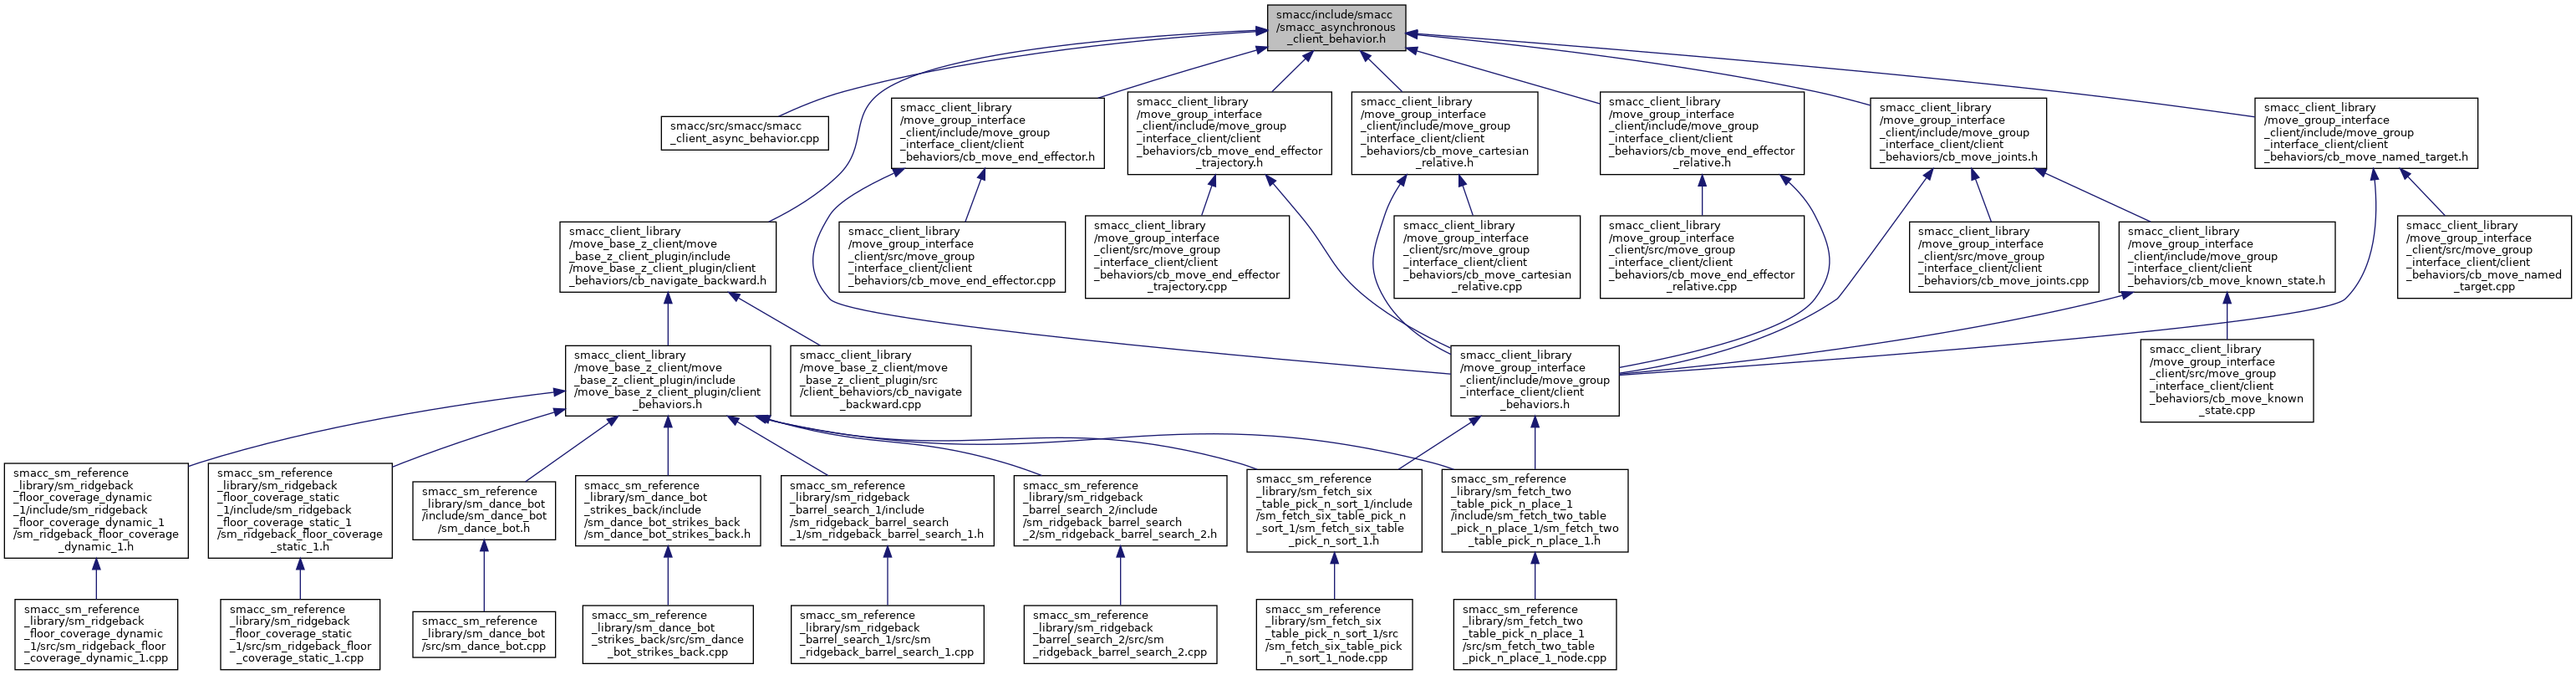 smacc/include/smacc
/smacc_asynchronous
_client_behavior.h
smacc/src/smacc/smacc
_client_async_behavior.cpp
smacc_client_library
/move_group_interface
_client/include/move_group
_interface_client/client
_behaviors/cb_move_end_effector.h
smacc_client_library
/move_group_interface
_client/include/move_group
_interface_client/client
_behaviors/cb_move_end_effector
_trajectory.h
smacc_client_library
/move_group_interface
_client/include/move_group
_interface_client/client
_behaviors/cb_move_cartesian
_relative.h
smacc_client_library
/move_group_interface
_client/include/move_group
_interface_client/client
_behaviors/cb_move_end_effector
_relative.h
smacc_client_library
/move_group_interface
_client/include/move_group
_interface_client/client
_behaviors/cb_move_joints.h
smacc_client_library
/move_group_interface
_client/include/move_group
_interface_client/client
_behaviors/cb_move_named_target.h
smacc_client_library
/move_base_z_client/move
_base_z_client_plugin/include
/move_base_z_client_plugin/client
_behaviors/cb_navigate_backward.h
smacc_client_library
/move_group_interface
_client/src/move_group
_interface_client/client
_behaviors/cb_move_end_effector.cpp
smacc_client_library
/move_group_interface
_client/src/move_group
_interface_client/client
_behaviors/cb_move_end_effector
_trajectory.cpp
smacc_client_library
/move_group_interface
_client/src/move_group
_interface_client/client
_behaviors/cb_move_cartesian
_relative.cpp
smacc_client_library
/move_group_interface
_client/src/move_group
_interface_client/client
_behaviors/cb_move_end_effector
_relative.cpp
smacc_client_library
/move_group_interface
_client/src/move_group
_interface_client/client
_behaviors/cb_move_joints.cpp
smacc_client_library
/move_group_interface
_client/include/move_group
_interface_client/client
_behaviors/cb_move_known_state.h
smacc_client_library
/move_group_interface
_client/src/move_group
_interface_client/client
_behaviors/cb_move_named
_target.cpp
smacc_client_library
/move_base_z_client/move
_base_z_client_plugin/include
/move_base_z_client_plugin/client
_behaviors.h
smacc_client_library
/move_base_z_client/move
_base_z_client_plugin/src
/client_behaviors/cb_navigate
_backward.cpp
smacc_client_library
/move_group_interface
_client/include/move_group
_interface_client/client
_behaviors.h
smacc_client_library
/move_group_interface
_client/src/move_group
_interface_client/client
_behaviors/cb_move_known
_state.cpp
smacc_sm_reference
_library/sm_ridgeback
_floor_coverage_dynamic
_1/include/sm_ridgeback
_floor_coverage_dynamic_1
/sm_ridgeback_floor_coverage
_dynamic_1.h
smacc_sm_reference
_library/sm_ridgeback
_floor_coverage_static
_1/include/sm_ridgeback
_floor_coverage_static_1
/sm_ridgeback_floor_coverage
_static_1.h
smacc_sm_reference
_library/sm_dance_bot
/include/sm_dance_bot
/sm_dance_bot.h
smacc_sm_reference
_library/sm_dance_bot
_strikes_back/include
/sm_dance_bot_strikes_back
/sm_dance_bot_strikes_back.h
smacc_sm_reference
_library/sm_ridgeback
_barrel_search_1/include
/sm_ridgeback_barrel_search
_1/sm_ridgeback_barrel_search_1.h
smacc_sm_reference
_library/sm_ridgeback
_barrel_search_2/include
/sm_ridgeback_barrel_search
_2/sm_ridgeback_barrel_search_2.h
smacc_sm_reference
_library/sm_fetch_six
_table_pick_n_sort_1/include
/sm_fetch_six_table_pick_n
_sort_1/sm_fetch_six_table
_pick_n_sort_1.h
smacc_sm_reference
_library/sm_fetch_two
_table_pick_n_place_1
/include/sm_fetch_two_table
_pick_n_place_1/sm_fetch_two
_table_pick_n_place_1.h
smacc_sm_reference
_library/sm_ridgeback
_floor_coverage_dynamic
_1/src/sm_ridgeback_floor
_coverage_dynamic_1.cpp
smacc_sm_reference
_library/sm_ridgeback
_floor_coverage_static
_1/src/sm_ridgeback_floor
_coverage_static_1.cpp
smacc_sm_reference
_library/sm_dance_bot
/src/sm_dance_bot.cpp
smacc_sm_reference
_library/sm_dance_bot
_strikes_back/src/sm_dance
_bot_strikes_back.cpp
smacc_sm_reference
_library/sm_ridgeback
_barrel_search_1/src/sm
_ridgeback_barrel_search_1.cpp
smacc_sm_reference
_library/sm_ridgeback
_barrel_search_2/src/sm
_ridgeback_barrel_search_2.cpp
smacc_sm_reference
_library/sm_fetch_six
_table_pick_n_sort_1/src
/sm_fetch_six_table_pick
_n_sort_1_node.cpp
smacc_sm_reference
_library/sm_fetch_two
_table_pick_n_place_1
/src/sm_fetch_two_table
_pick_n_place_1_node.cpp